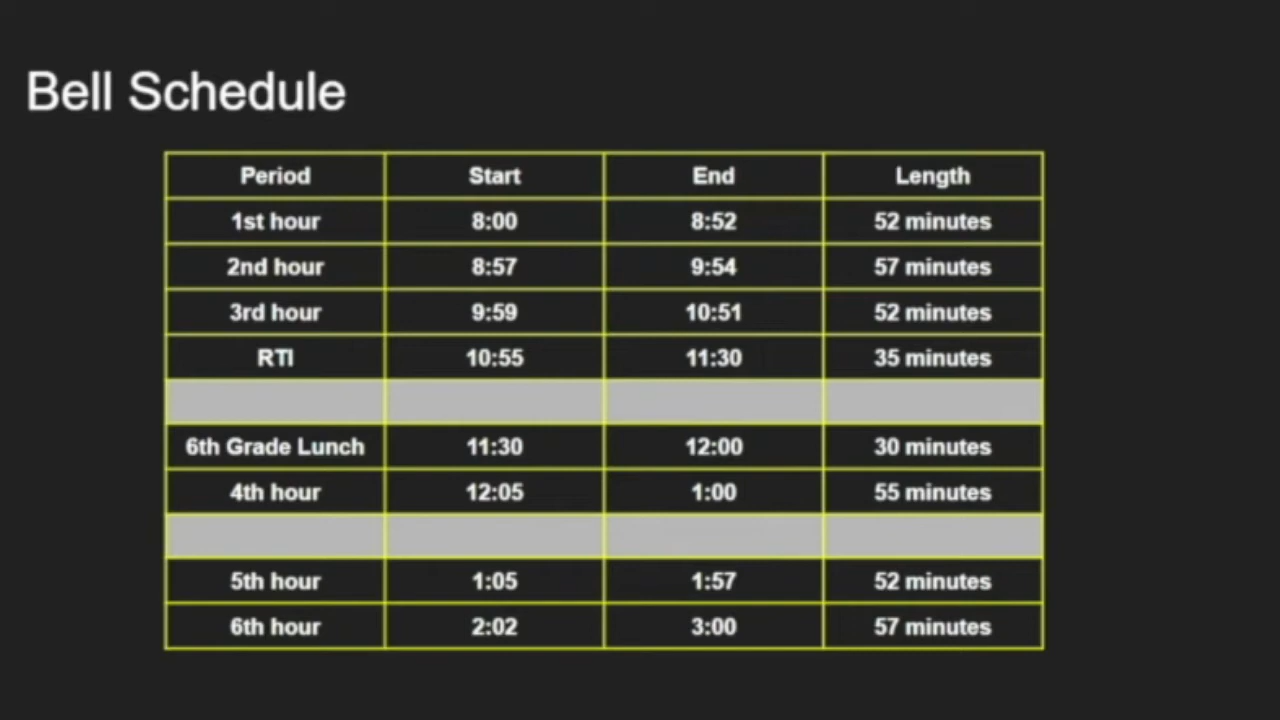 Bell Schedule
Period Start End Length
1st hour 8:00 8:52 52 minutes
2nd hour 8:57 9:54 57 minutes
3rd hour 9:59 10:51 52 minutes
RTI 10:55 11:30 35 minutes
6th Grade Lunch 11:30 12:00 30 minutes
4th hour 12:05 1:00 55 minutes
5th hour 1:05 1:57 52 minutes
6th hour 2:02 3:00 57 minutes